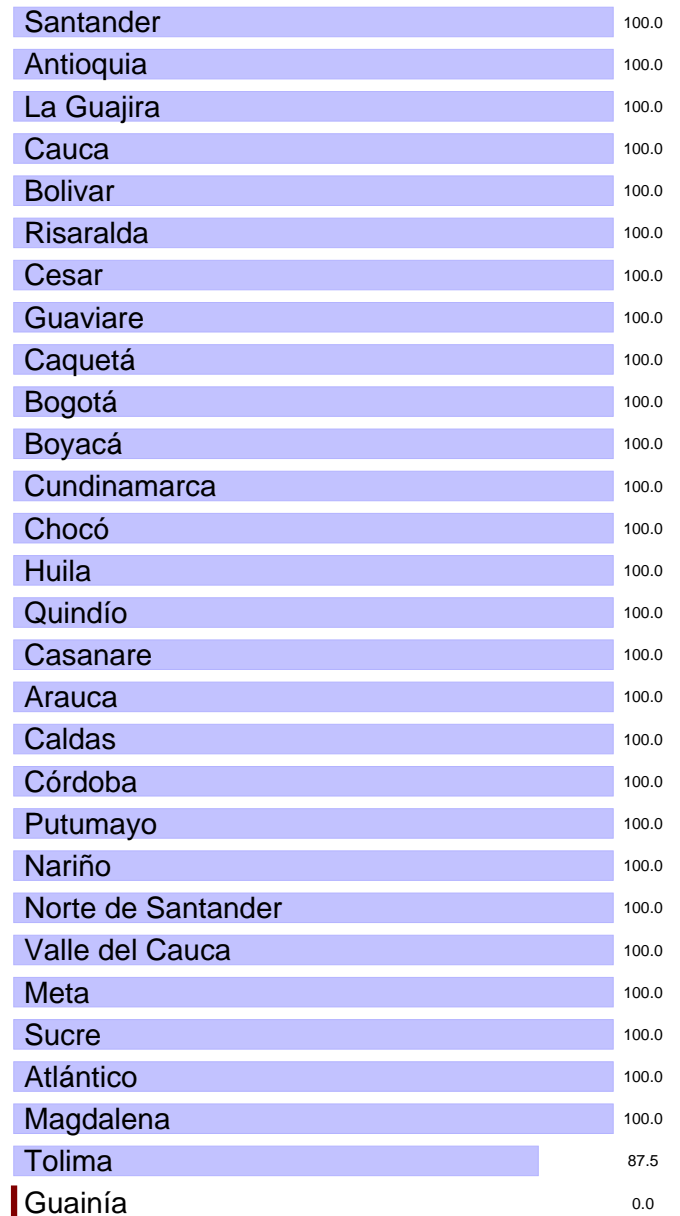 Santander 100.0
Antioquia 100.0
La Guajira 100.0
Cauca 100.0
Bolivar 100.0
Risaralda 100.0
Cesar 100.0
Guaviare 100.0
Caquetá 100.0
Bogotá 100.0
Boyacá 100.0
Cundinamarca 100.0
Chocó 100.0
Huila 100.0
Quindío 100.0
Casanare 100.0
Arauca 100.0
Caldas 100.0
Córdoba 100.0
Putumayo 100.0
Nariño 100.0
Norte de Santander 100.0
Valle del Cauca 100.0
Meta 100.0
Sucre 100.0
Atlántico 100.0
Magdalena 100.0
Tolima 87.5
Guainía 0.0